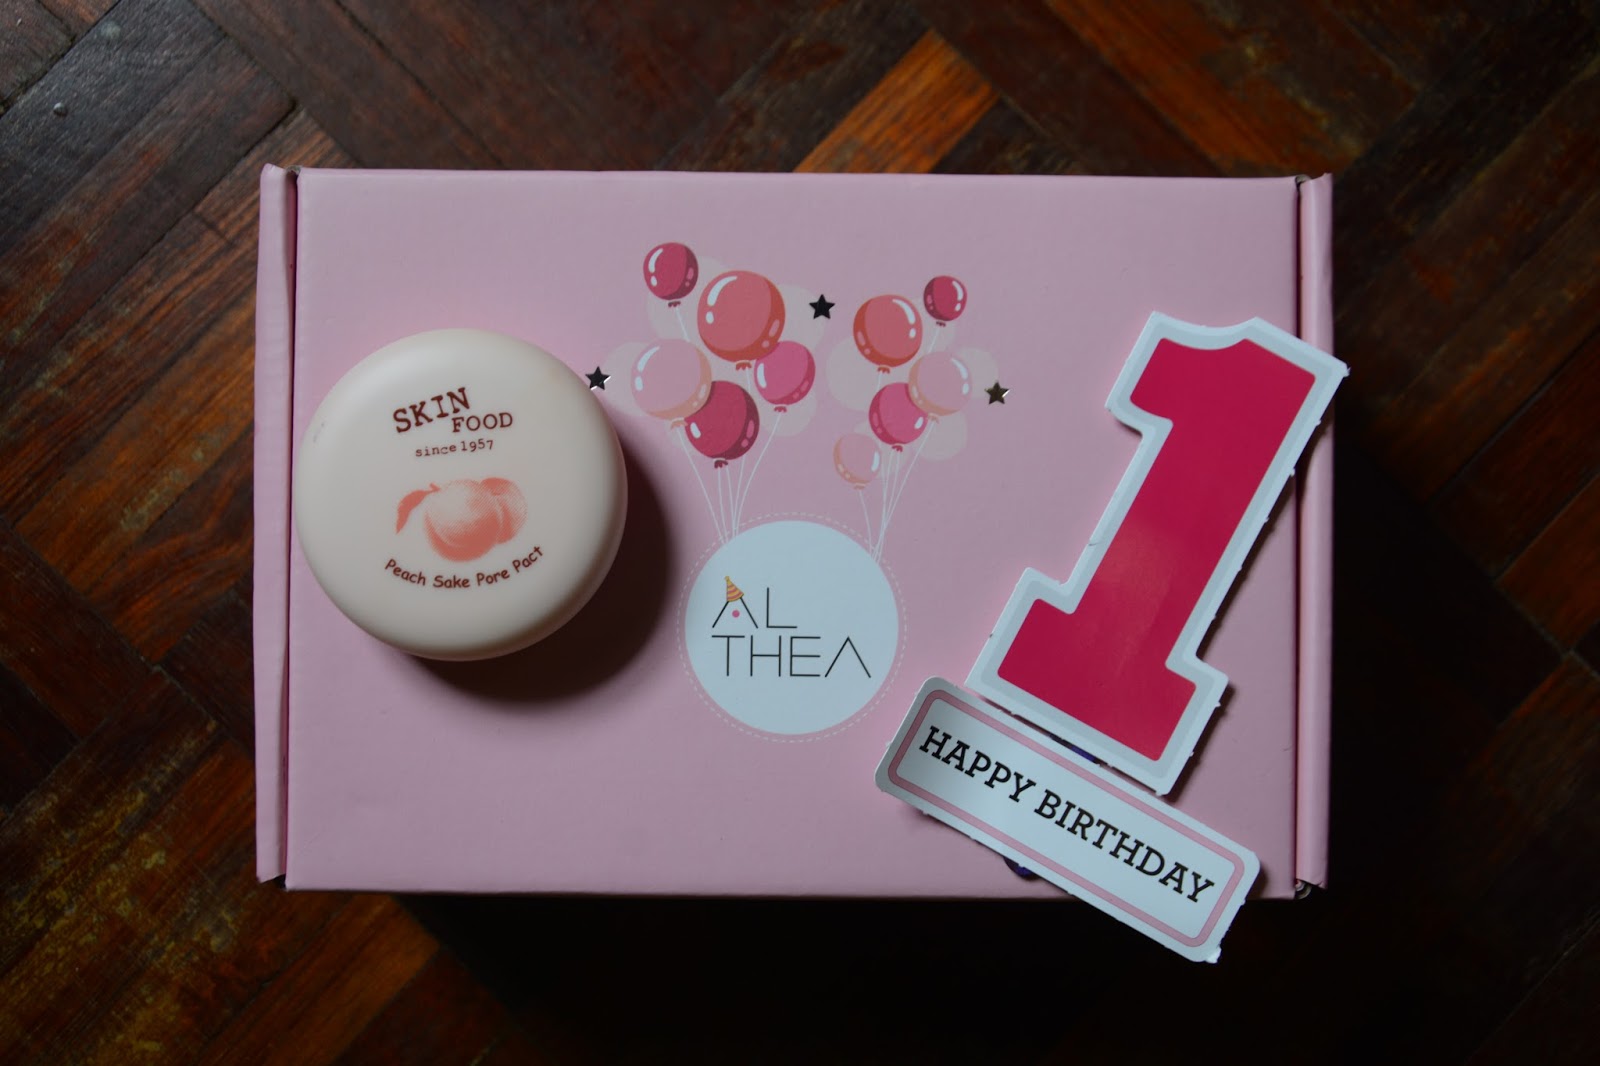 SKIN
FOOD
since 1957
Peach Sake Pore Pact
AL
THEA
1
HAPPY BIRTHDAY